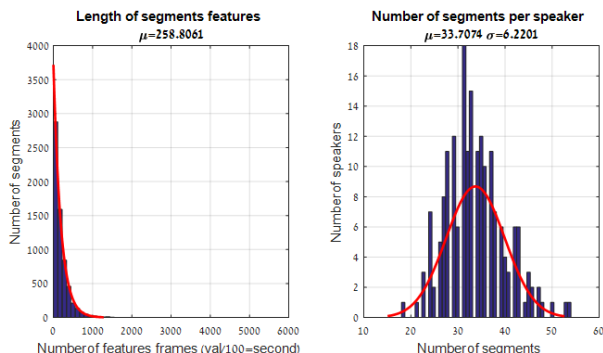 Length of segments features
μ=258.8061
4000
3500
3000
2500
2000
1500
1000
500
0
0 1000 2000 3000 4000 5000 6000
Number of segments
Number of features frames (val/100=second)
Number of segments per speaker
μ=33.7074 σ=6.2201
18
16
14
12
10
8
6
4
2
0
10 20 30 40 50 60
Number of speakers
Number of segments